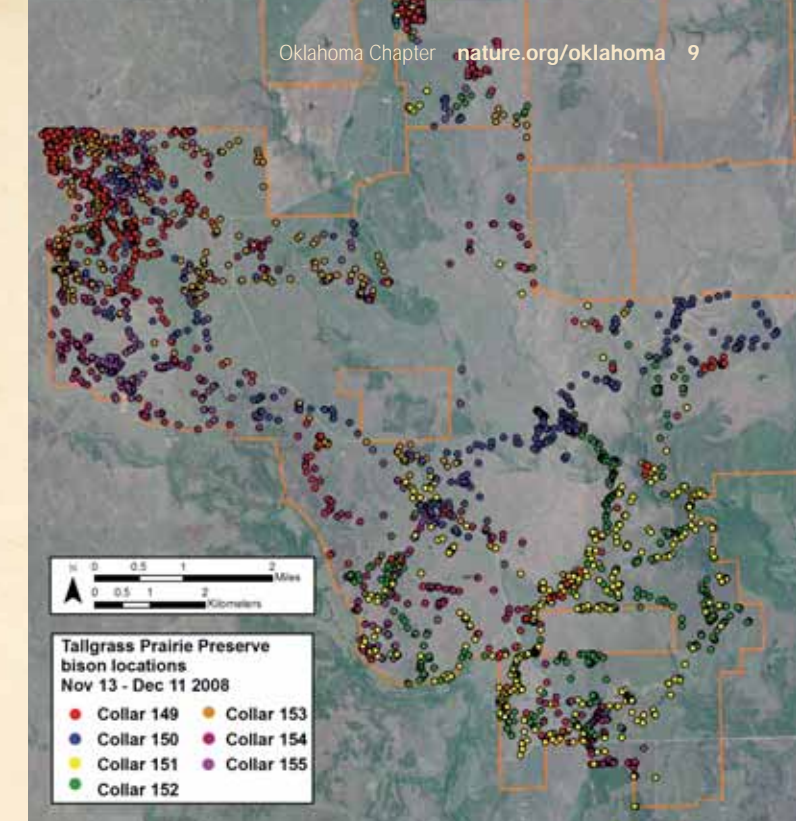 Oklahoma Chapter nature.org/oklahoma 9
N 0 0.5 1 2
Miles
0 0.5 1 2
Kilometers
Tallgrass Prairie Preserve
bison locations
Nov 13 - Dec 11 2008
Collar 149 Collar 153
Collar 150 Collar 154
Collar 151 Collar 155
Collar 152